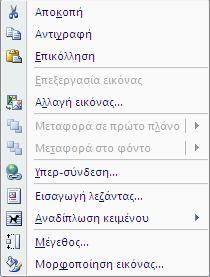 Αποκοπή
Αντιγραφή
Επικόλληση
Επεξεργασία εικόνας
Αλλαγή εικόνας...
Μεταφορά σε πρώτο πλάνο
Μεταφορά στο φόντο
Υπερ-σύνδεση...
Εισαγωγή λεζάντας...
Αναδίπλωση κειμένου
Μέγεθος...
Μορφοποίηση εικόνας...